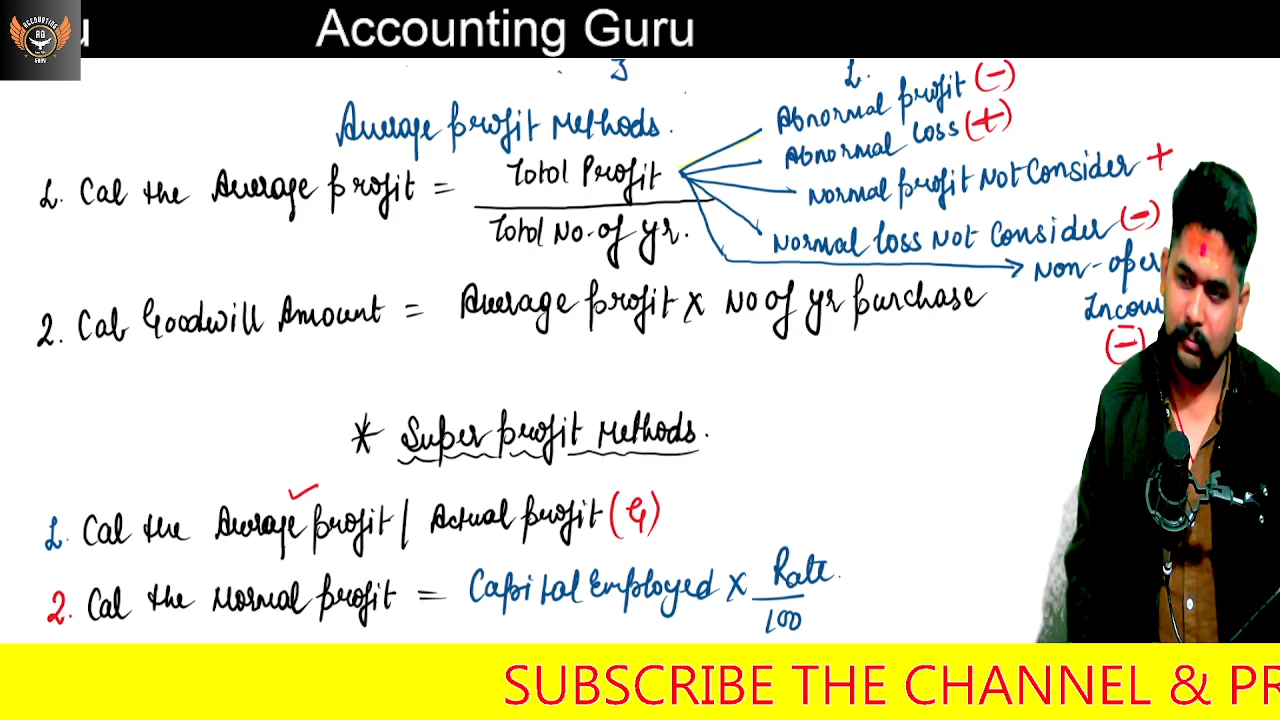 Accounting Guru
Average profit Methods.
Abnormal profit (-)
Abnormal loss (+)
Normal profit Not Consider +
Normal loss Not Consider (-)
Non-oper
Incom
(-)
1. Cal the Average profit = Total Profit
Total No. of yr.
2. Cal Goodwill Amount = Average profit x No of yr purchase
* Super profit Methods.
1. Cal the Average profit / Actual profit (G)
2. Cal the Normal profit = Capital Employed x Rate.
100
SUBSCRIBE THE CHANNEL & PR